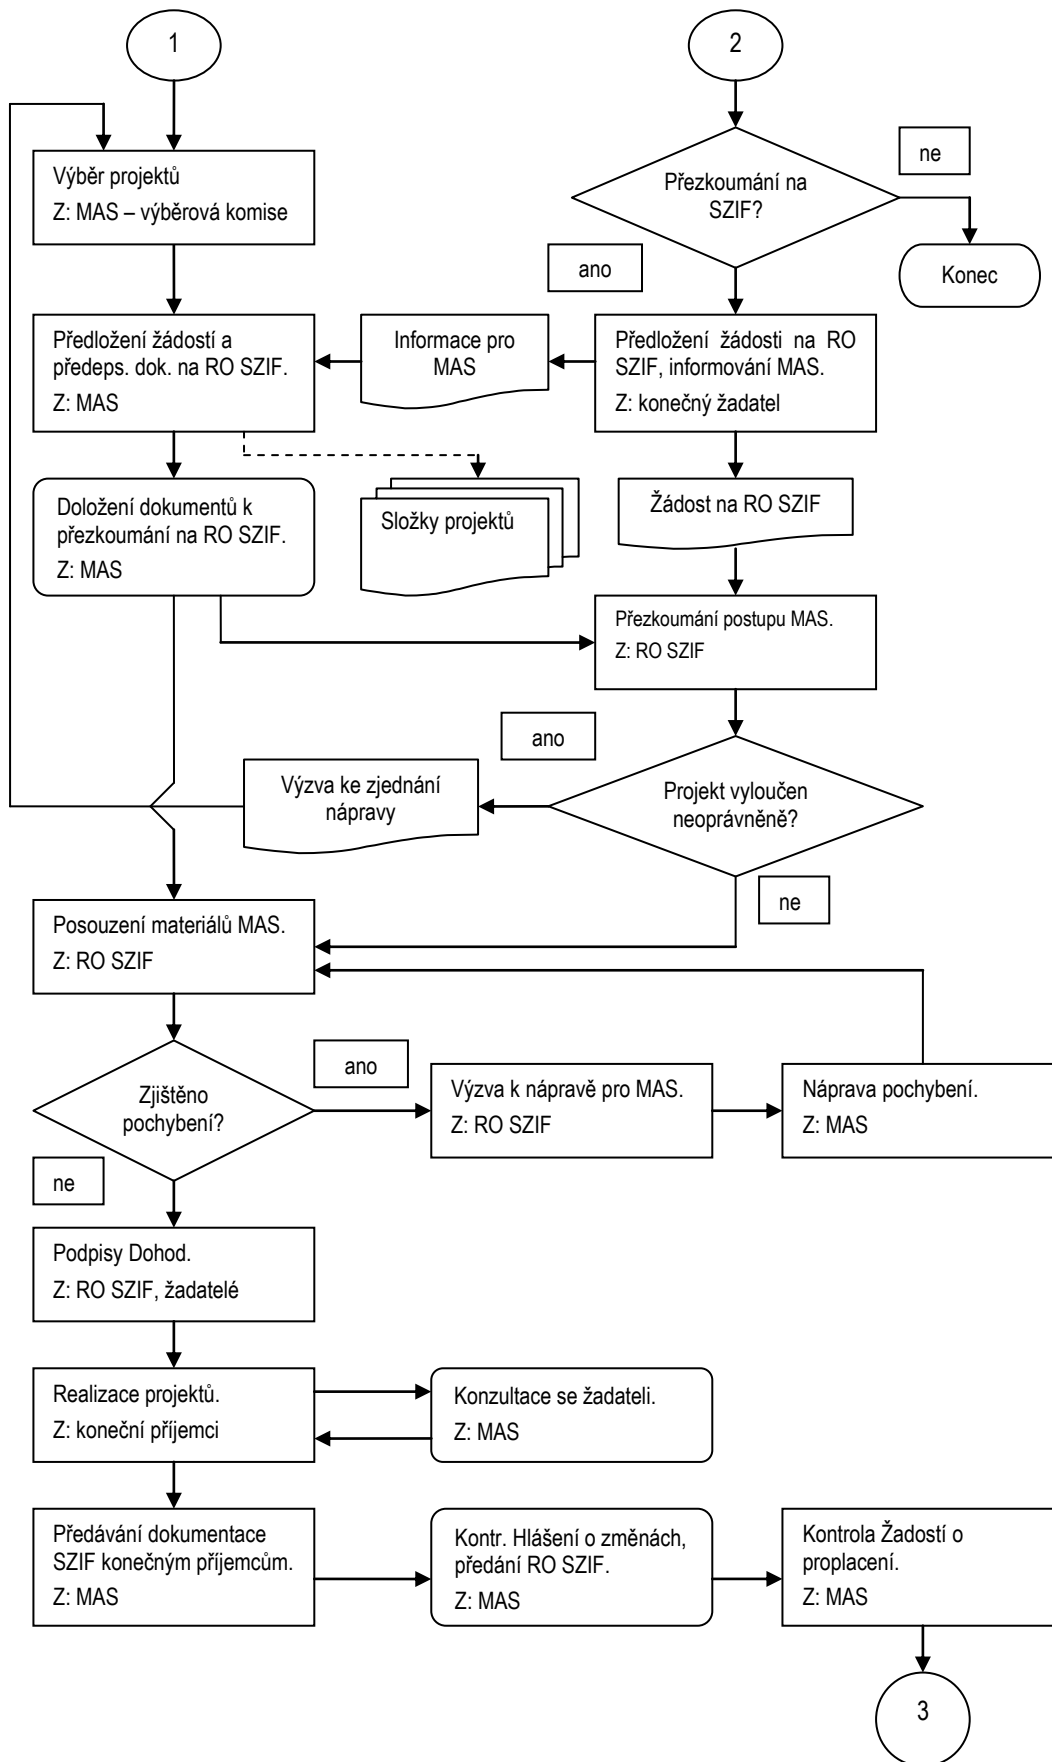 1
2
ne
Výběr projektů
Z: MAS – výběrová komise
Přezkoumání na
SZIF?
ano
Konec
Předložení žádostí a
předeps. dok. na RO SZIF.
Z: MAS
Informace pro
MAS
Předložení žádosti na RO
SZIF, informování MAS.
Z: konečný žadatel
Doložení dokumentů k
přezkoumání na RO SZIF.
Z: MAS
Složky projektů
Žádost na RO SZIF
Přezkoumání postupu MAS.
Z: RO SZIF
ano
Výzva ke zjednání
nápravy
Projekt vyloučen
neoprávněně?
ne
Posouzení materiálů MAS.
Z: RO SZIF
ano
Zjištěno
pochybení?
Výzva k nápravě pro MAS.
Z: RO SZIF
Náprava pochybení.
Z: MAS
ne
Podpisy Dohod.
Z: RO SZIF, žadatelé
Realizace projektů.
Z: koneční příjemci
Konzultace se žadateli.
Z: MAS
Předávání dokumentace
SZIF konečným příjemcům.
Z: MAS
Kontr. Hlášení o změnách,
předání RO SZIF.
Z: MAS
Kontrola Žadostí o
proplacení.
Z: MAS
3